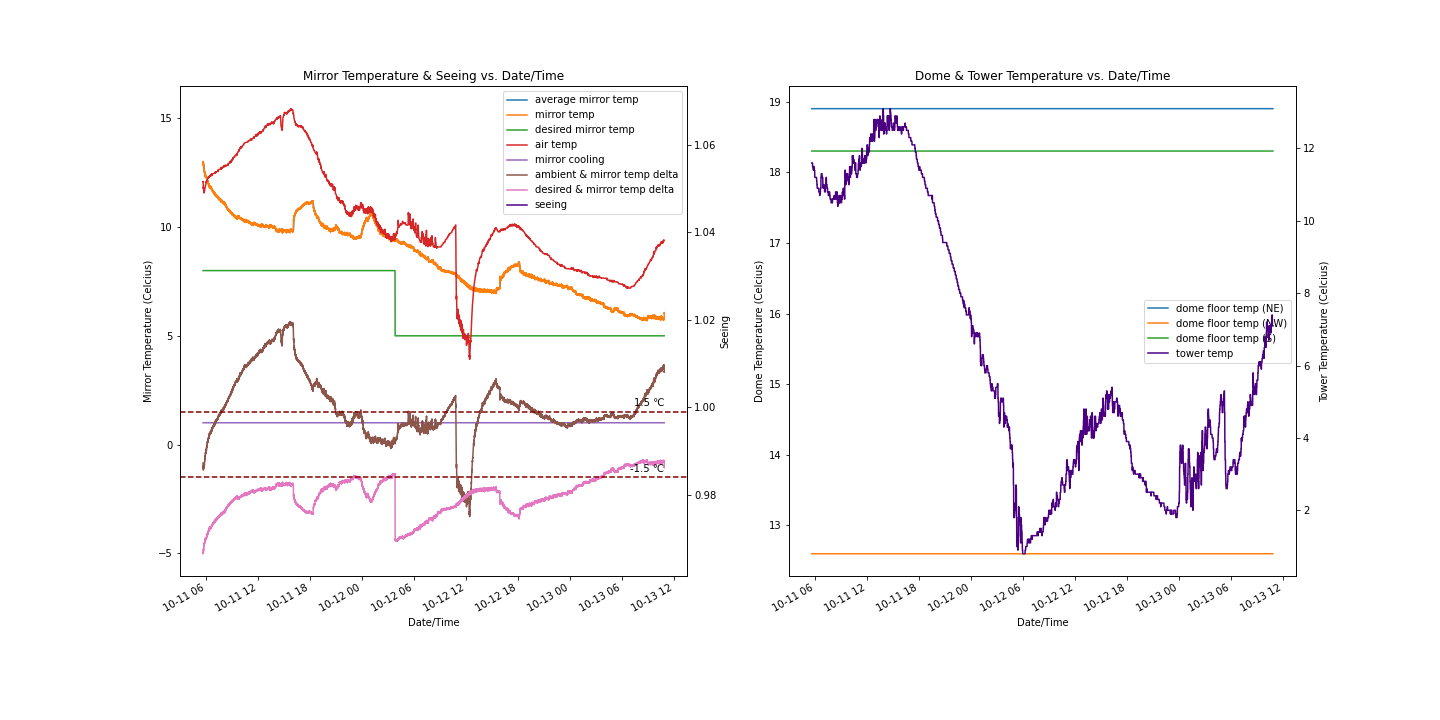 Mirror Temperature & Seeing vs. Date/Time
Mirror Temperature (Celcius)
15
10
5
0
−5
average mirror temp
mirror temp
desired mirror temp
air temp
mirror cooling
ambient & mirror temp delta
desired & mirror temp delta
seeing
1.5 °C
-1.5 °C
1.06
1.04
1.02
1.00
0.98
Seeing
10-11 06
10-11 12
10-11 18
10-12 00
10-12 06
10-12 12
10-12 18
10-13 00
10-13 06
10-13 12
Date/Time
Dome & Tower Temperature vs. Date/Time
Dome Temperature (Celcius)
19
18
17
16
15
14
13
dome floor temp (NE)
dome floor temp (NW)
dome floor temp (S)
tower temp
12
10
8
6
4
2
Tower Temperature (Celcius)
10-11 06
10-11 12
10-11 18
10-12 00
10-12 06
10-12 12
10-12 18
10-13 00
10-13 06
10-13 12
Date/Time